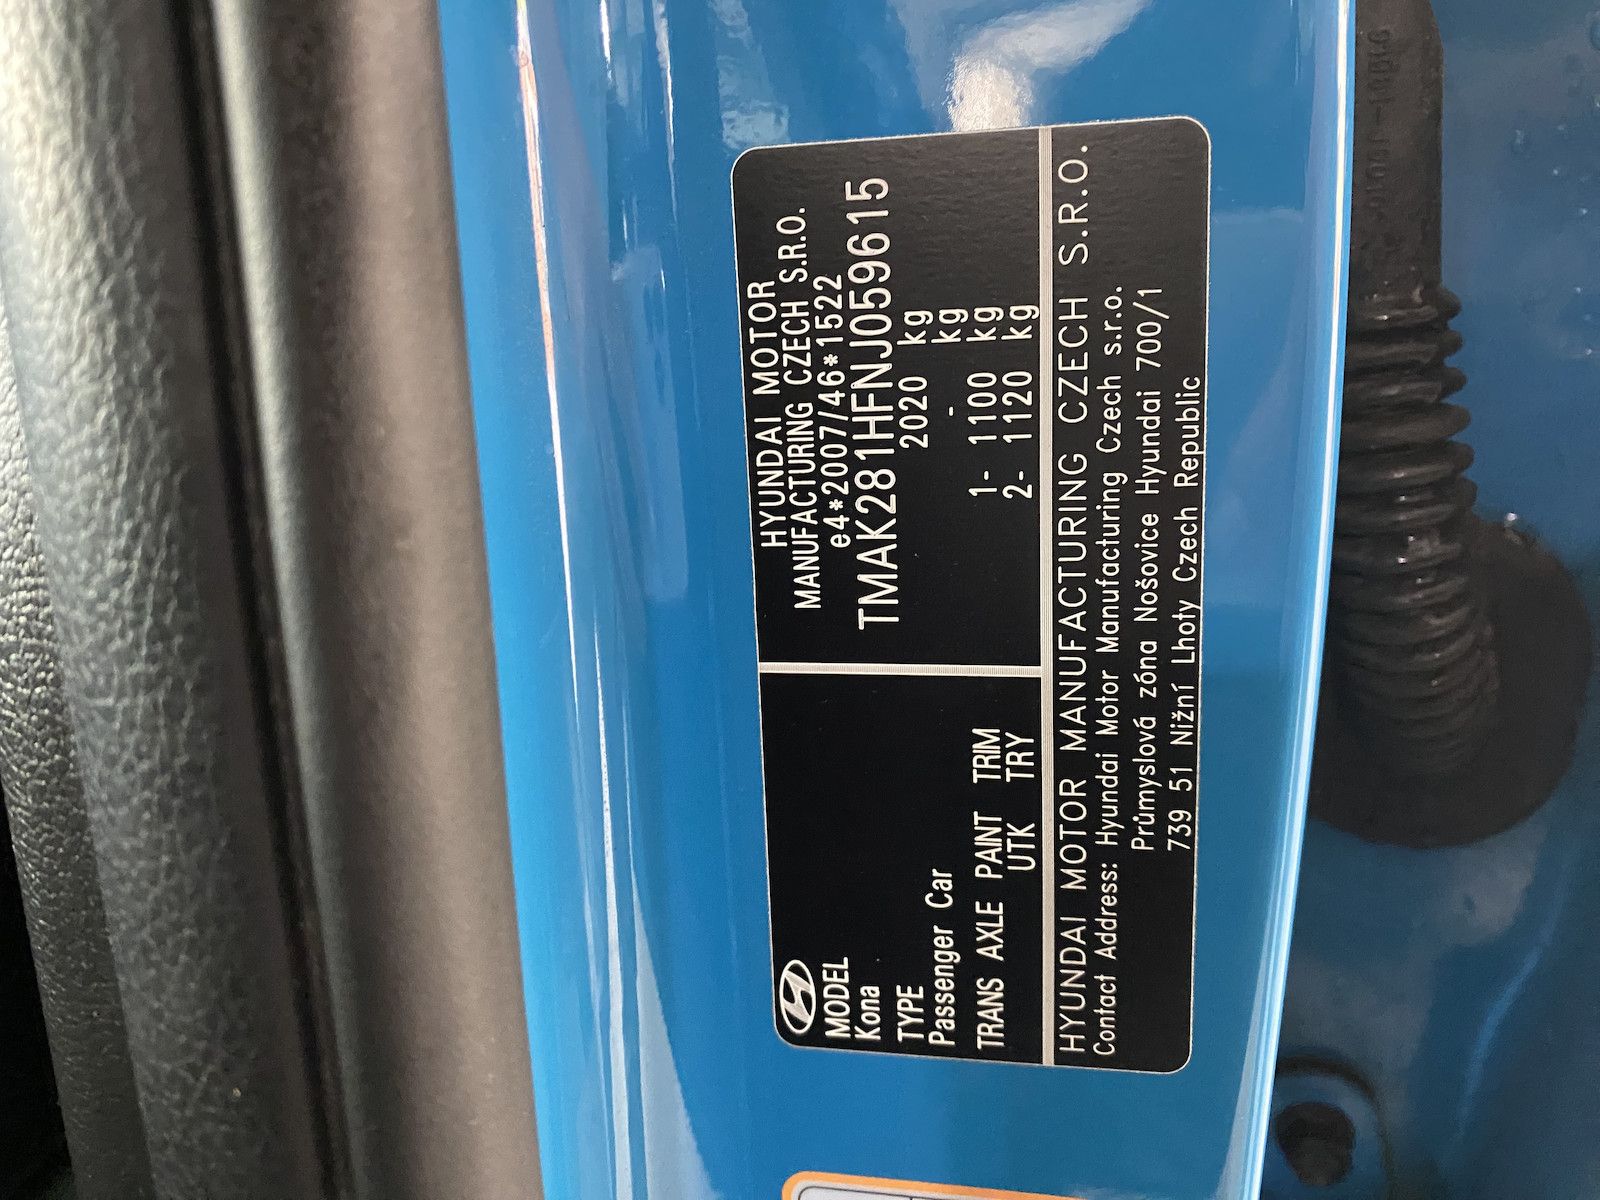 MODEL
Kona
TYPE
Passenger Car
TRANS AXLE PAINT TRIM
UTK TRY
HYUNDAI MOTOR
MANUFACTURING CZECH S.R.O.
e4*2007/46*1522
TMAK281HFNJ059615
2020 kg
- kg
1- 1100 kg
2- 1120 kg
HYUNDAI MOTOR MANUFACTURING CZECH S.R.O.
Contact Address: Hyundai Motor Manufacturing Czech s.r.o.
Průmyslová zóna Nošovice Hyundai 700/1
739 51 Nižní Lhoty Czech Republic